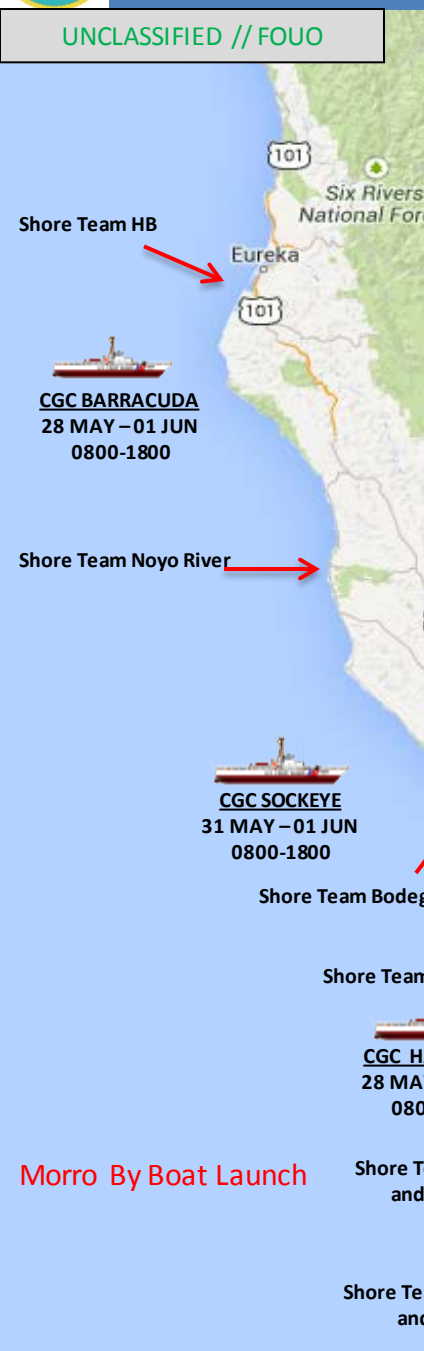 UNCLASSIFIED // FOUO
101
Six Rivers
National For
Shore Team HB
Eureka
101
CGC BARRACUDA
28 MAY – 01 JUN
0800-1800
Shore Team Noyo River
CGC SOCKEYE
31 MAY – 01 JUN
0800-1800
Shore Team Bodeg
Shore Team
CGC H
28 MA
080
Morro By Boat Launch
Shore T
and
Shore Te
and